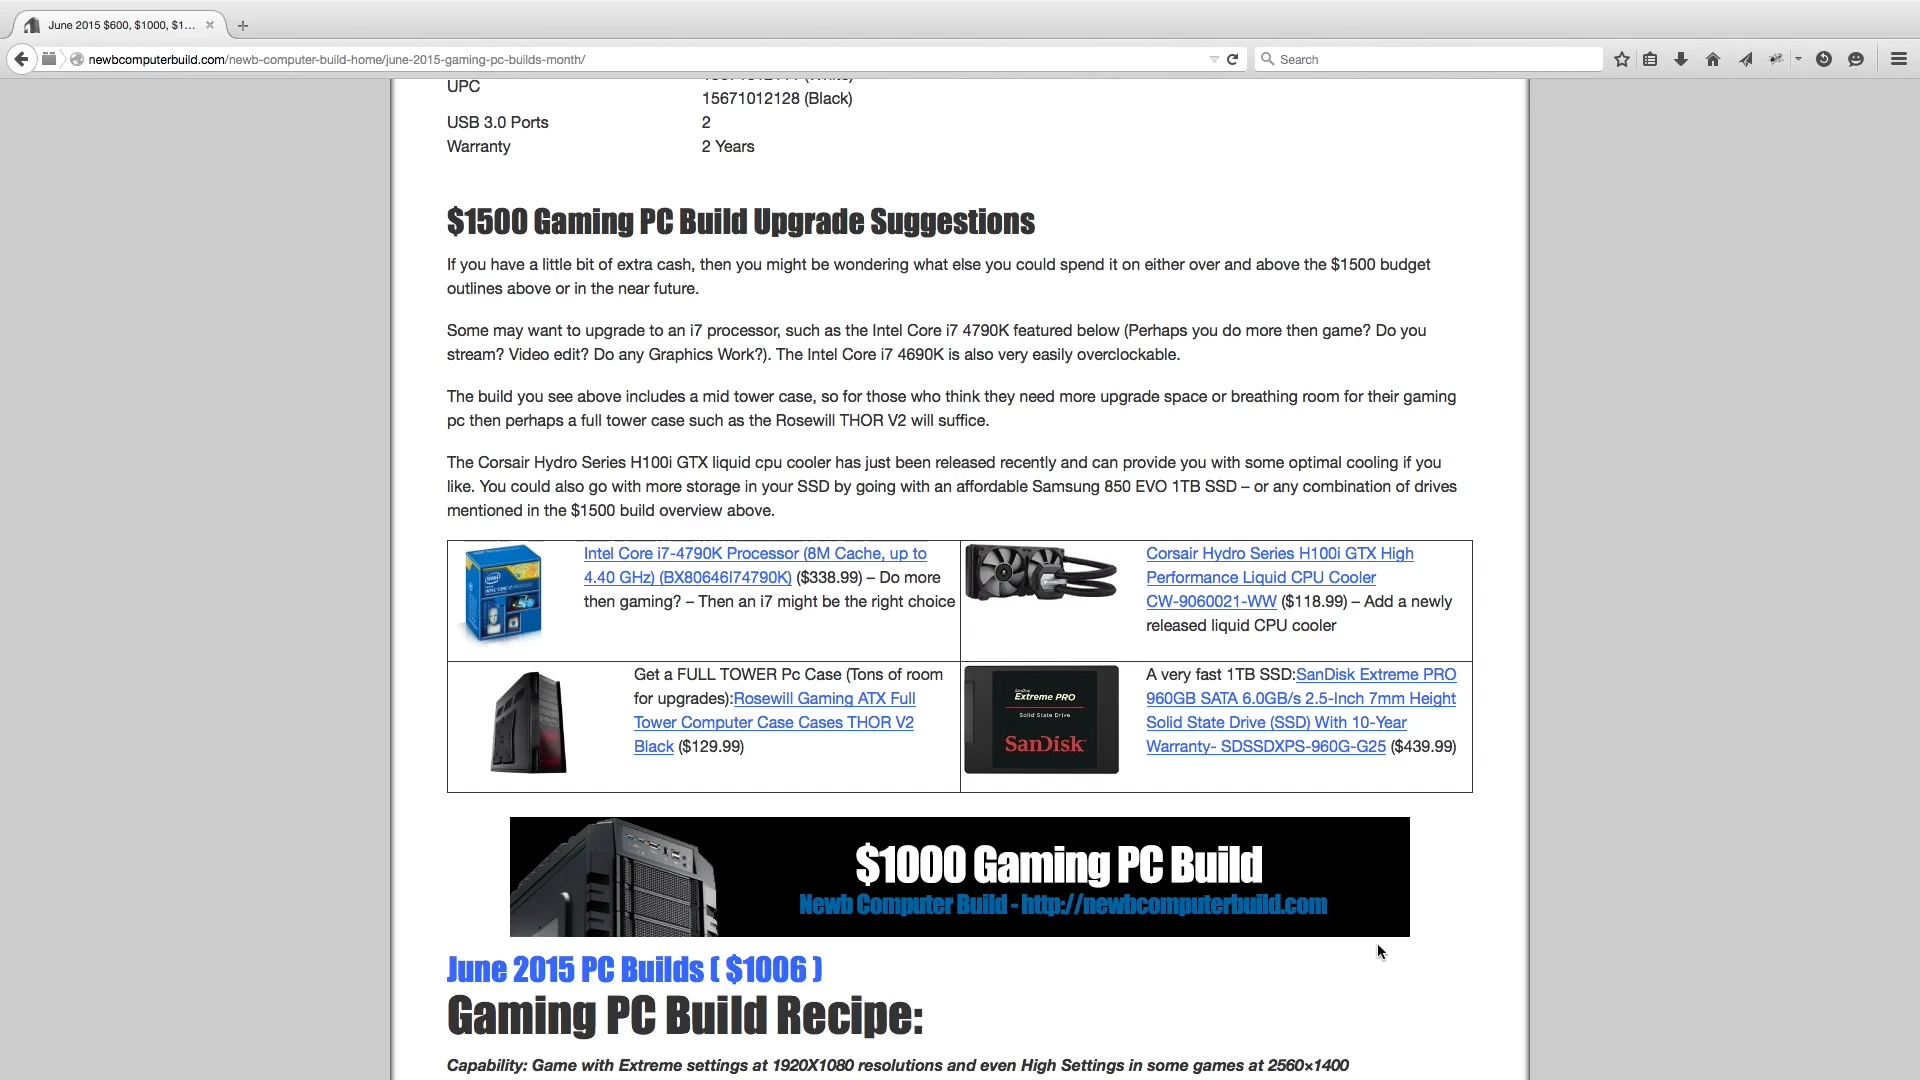 June 2015 $600, $1000, $1...
newbcomputerbuild.com/newb-computer-build-home/june-2015-gaming-pc-builds-month/
Search
UPC
15671012128 (Black)
USB 3.0 Ports 2
Warranty 2 Years
$1500 Gaming PC Build Upgrade Suggestions
If you have a little bit of extra cash, then you might be wondering what else you could spend it on either over and above the $1500 budget
outlines above or in the near future.
Some may want to upgrade to an i7 processor, such as the Intel Core i7 4790K featured below (Perhaps you do more then game? Do you
stream? Video edit? Do any Graphics Work?). The Intel Core i7 4690K is also very easily overclockable.
The build you see above includes a mid tower case, so for those who think they need more upgrade space or breathing room for their gaming
pc then perhaps a full tower case such as the Rosewill THOR V2 will suffice.
The Corsair Hydro Series H100i GTX liquid cpu cooler has just been released recently and can provide you with some optimal cooling if you
like. You could also go with more storage in your SSD by going with an affordable Samsung 850 EVO 1TB SSD – or any combination of drives
mentioned in the $1500 build overview above.
Intel Core i7-4790K Processor (8M Cache, up to
4.40 GHz) (BX80646I74790K) ($338.99) – Do more
then gaming? – Then an i7 might be the right choice
Corsair Hydro Series H100i GTX High
Performance Liquid CPU Cooler
CW-9060021-WW ($118.99) – Add a newly
released liquid CPU cooler
Get a FULL TOWER Pc Case (Tons of room
for upgrades):Rosewill Gaming ATX Full
Tower Computer Case Cases THOR V2
Black ($129.99)
SanDisk
Extreme PRO
Solid State Drive
SanDisk
A very fast 1TB SSD:SanDisk Extreme PRO
960GB SATA 6.0GB/s 2.5-Inch 7mm Height
Solid State Drive (SSD) With 10-Year
Warranty- SDSSDXPS-960G-G25 ($439.99)
$1000 Gaming PC Build
Newb Computer Build - http://newbcomputerbuild.com
June 2015 PC Builds ( $1006 )
Gaming PC Build Recipe:
Capability: Game with Extreme settings at 1920X1080 resolutions and even High Settings in some games at 2560×1400